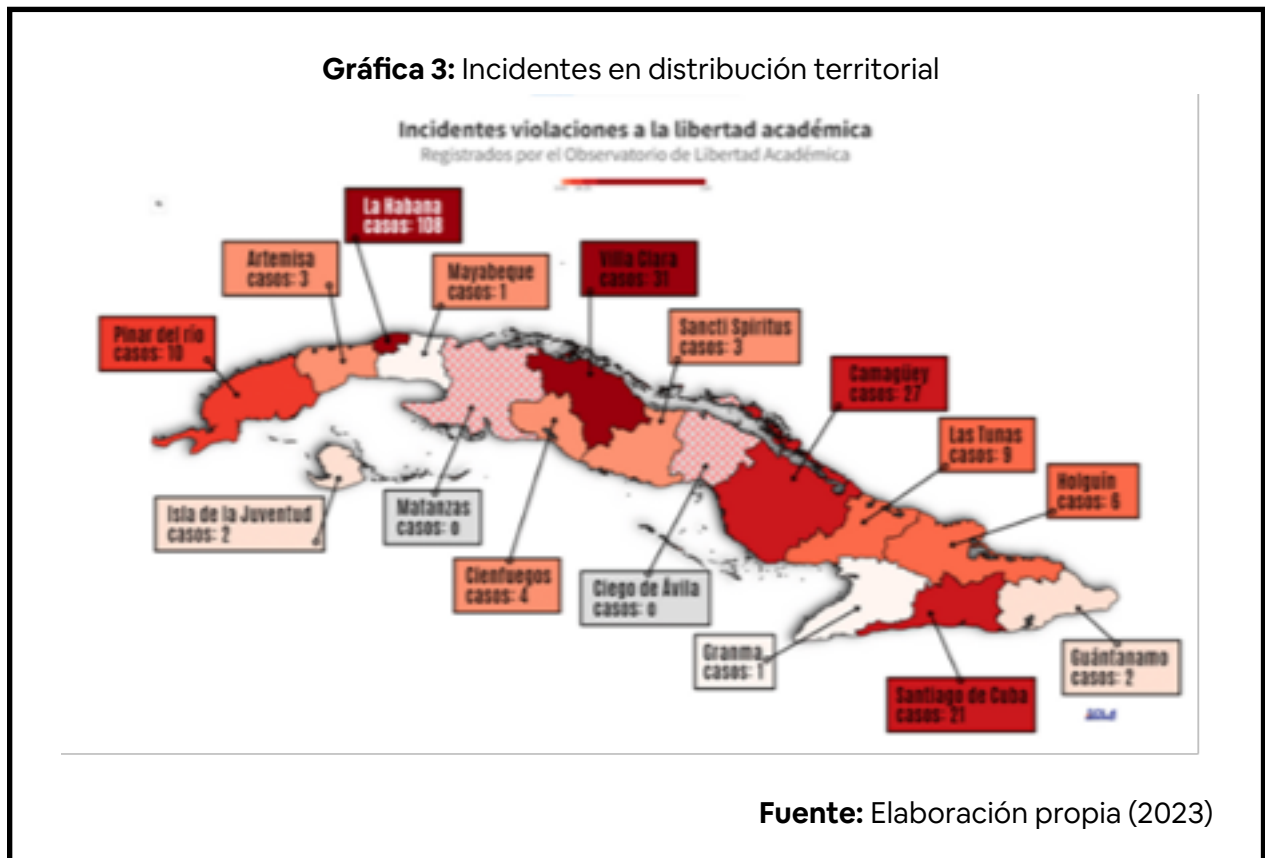 Gráfica 3: Incidentes en distribución territorial
Incidentes violaciones a la libertad académica
Registrados por el Observatorio de Libertad Académica
La Habana
casos: 108
Artemisa
casos: 3
Mayabeque
casos: 1
Villa Clara
casos: 31
Pinar del río
casos: 10
Sancti Spíritus
casos: 3
Camagüey
casos: 27
Las Tunas
casos: 9
Holguín
casos: 6
Isla de la Juventud
casos: 2
Matanzas
casos: 0
Cienfuegos
casos: 4
Ciego de Ávila
casos: 0
Granma
casos: 1
Santiago de Cuba
casos: 21
Guántanamo
casos: 2
Fuente: Elaboración propia (2023)